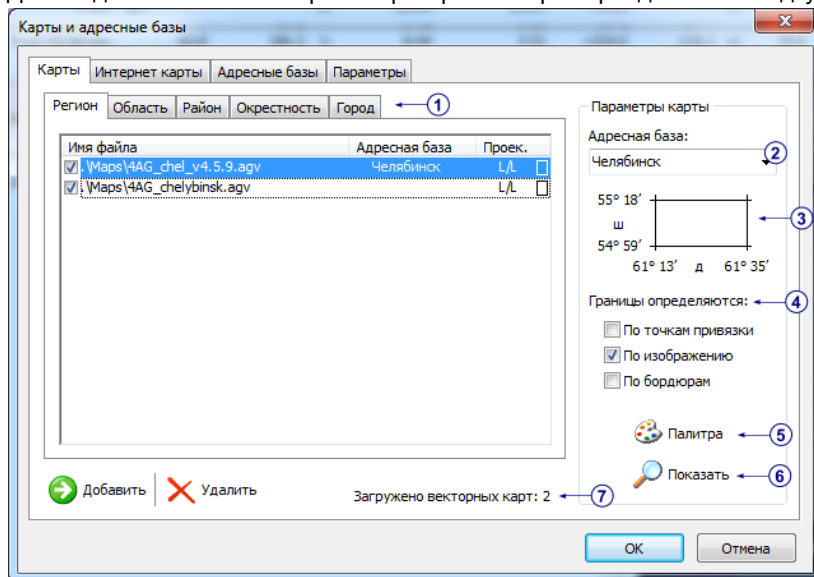 Карты и адресные базы
Карты Интернет карты Адресные базы Параметры
Регион Область Район Окрестность Город 1
Имя файла Адресная база Проек.
.\Maps\4AG_chel_v4.5.9.agv Челябинск L/L
.\Maps\4AG_chelybinsk.agv L/L
Добавить Удалить Загружено векторных карт: 2 7
Параметры карты
Адресная база:
Челябинск 2
55° 18′
ш 3
54° 59′
61° 13′ д 61° 35′
Границы определяются: 4
По точкам привязки
По изображению
По бордюрам
Палитра 5
Показать 6
OK Отмена